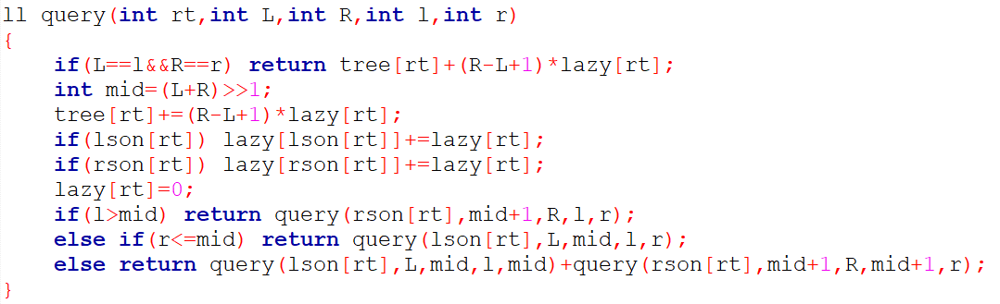 ll query(int rt,int L,int R,int l,int r)
{
    if(L==l&&R==r) return tree[rt]+(R-L+1)*lazy[rt];
    int mid=(L+R)>>1;
    tree[rt]+=(R-L+1)*lazy[rt];
    if(lson[rt]) lazy[lson[rt]]+=lazy[rt];
    if(rson[rt]) lazy[rson[rt]]+=lazy[rt];
    lazy[rt]=0;
    if(l>mid) return query(rson[rt],mid+1,R,l,r);
    else if(r<=mid) return query(lson[rt],L,mid,l,r);
    else return query(lson[rt],L,mid,l,mid)+query(rson[rt],mid+1,R,mid+1,r);
}